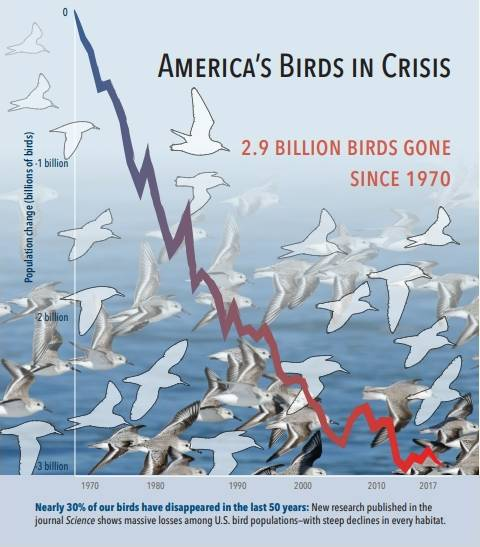 0
AMERICA'S BIRDS IN CRISIS
2.9 BILLION BIRDS GONE
SINCE 1970
Population change (billions of birds)
-1 billion
-2 billion
-3 billion
1970 1980 1990 2000 2010 2017
Nearly 30% of our birds have disappeared in the last 50 years: New research published in the
journal Science shows massive losses among U.S. bird populations–with steep declines in every habitat.